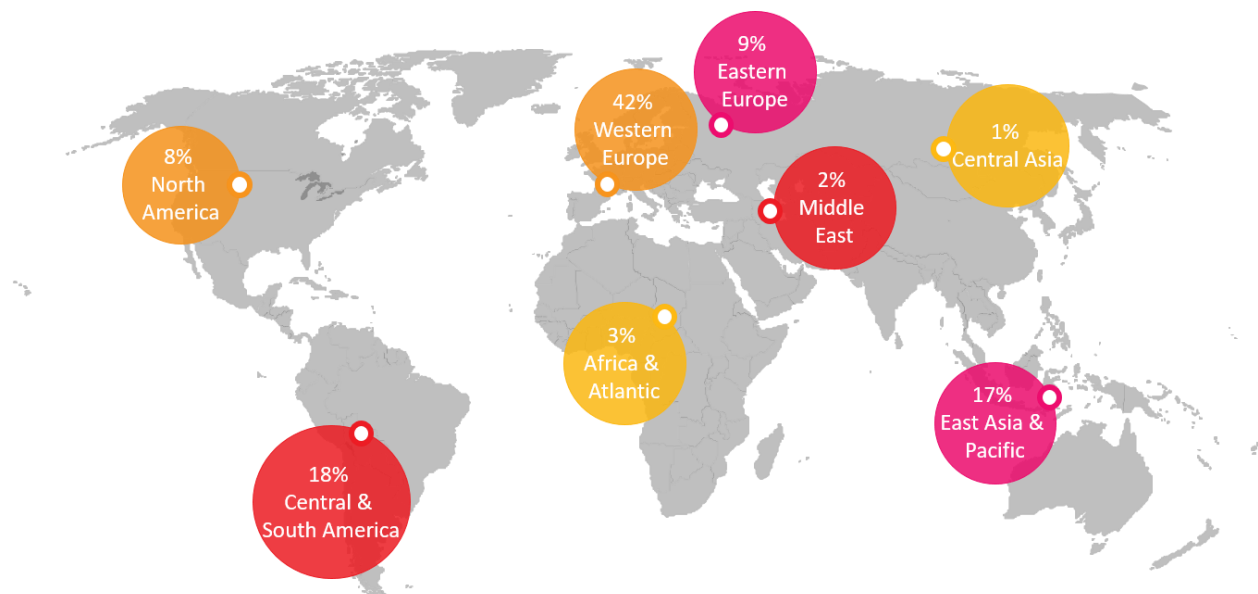 9%
Eastern
Europe
42%
Western
Europe
1%
Central Asia
8%
North
America
2%
Middle
East
3%
Africa &
Atlantic
17%
East Asia &
Pacific
18%
Central &
South America